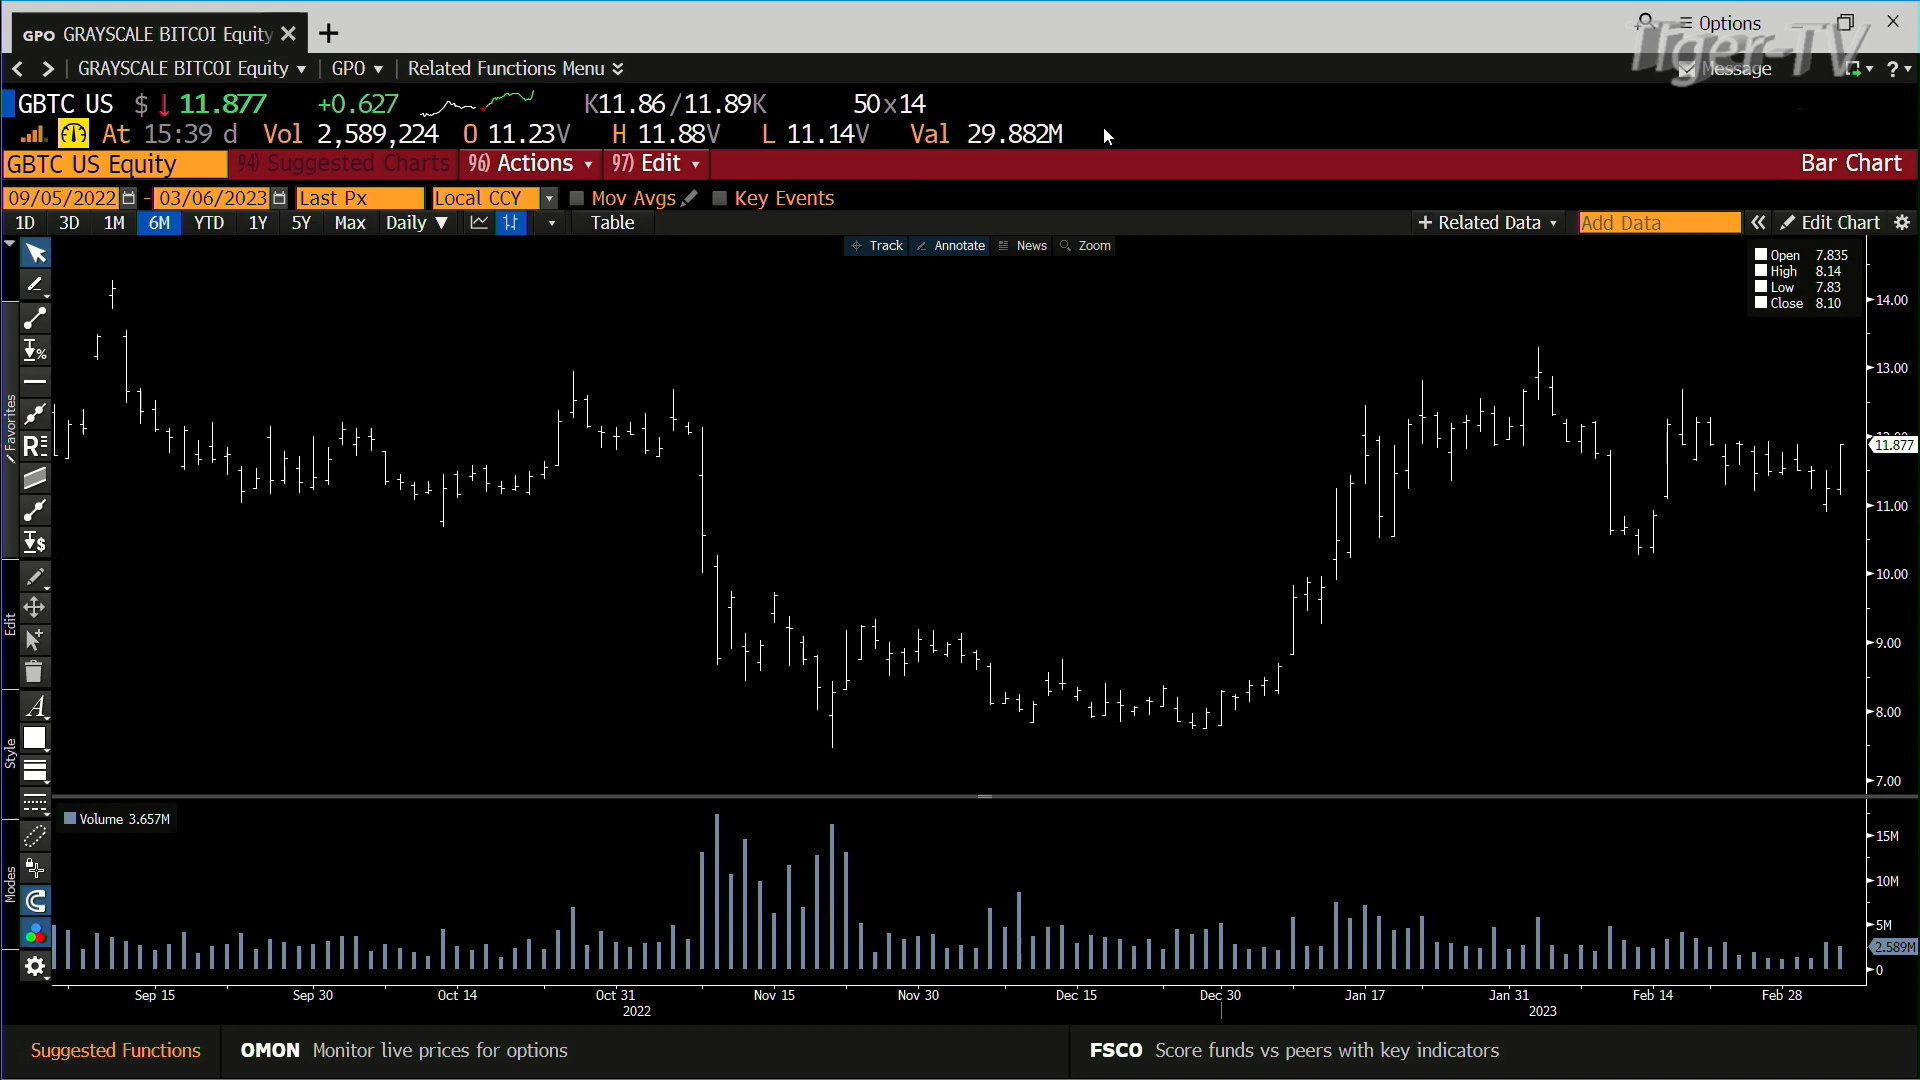 GPO GRAYSCALE BITCOI Equity
Options
Tiger-TV
GRAYSCALE BITCOI Equity GPO Related Functions Menu
Message ?
GBTC US $ ↓ 11.877 +0.627 K11.86/11.89K 50x14
At 15:39 d Vol 2,589,224 O 11.23V H 11.88V L 11.14V Val 29.882M
GBTC US Equity 94) Suggested Charts 96) Actions 97) Edit Bar Chart
09/05/2022 - 03/06/2023 Last Px Local CCY Mov Avgs Key Events
1D 3D 1M 6M YTD 1Y 5Y Max Daily ▼ Table + Related Data Add Data « Edit Chart
Track Annotate News Zoom
Open 7.835
High 8.14
Low 7.83
Close 8.10
14.00
13.00
12.00
11.877
11.00
10.00
9.00
8.00
7.00
Favorites
Edit
Style
Modes
%
R
$
A
Volume 3.657M
15M
10M
5M
2.589M
0
Sep 15 Sep 30 Oct 14 Oct 31 Nov 15 Nov 30 Dec 15 Dec 30 Jan 17 Jan 31 Feb 14 Feb 28
2022 2023
Suggested Functions OMON Monitor live prices for options FSCO Score funds vs peers with key indicators